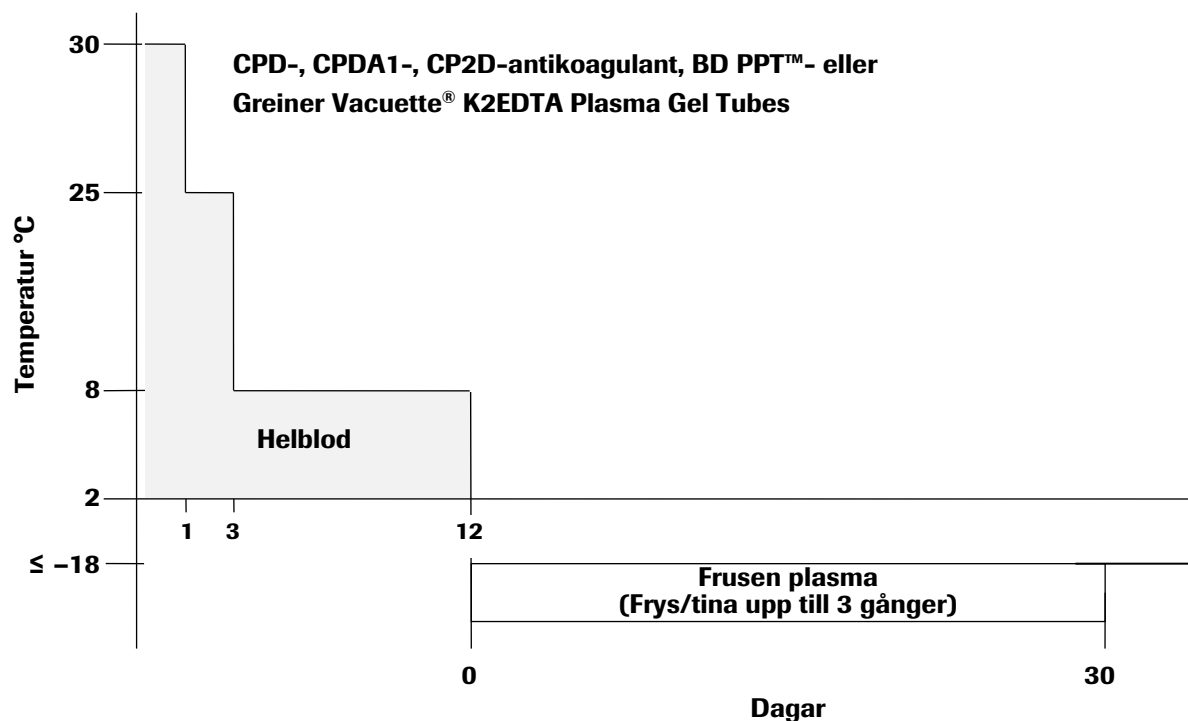 30
CPD-, CPDA1-, CP2D-antikoagulant, BD PPT™- eller
Greiner Vacuette® K2EDTA Plasma Gel Tubes
25
Temperatur °C
8
Helblod
2
1 3 12
≤ –18
Frusen plasma
(Frys/tina upp till 3 gånger)
0 30
Dagar